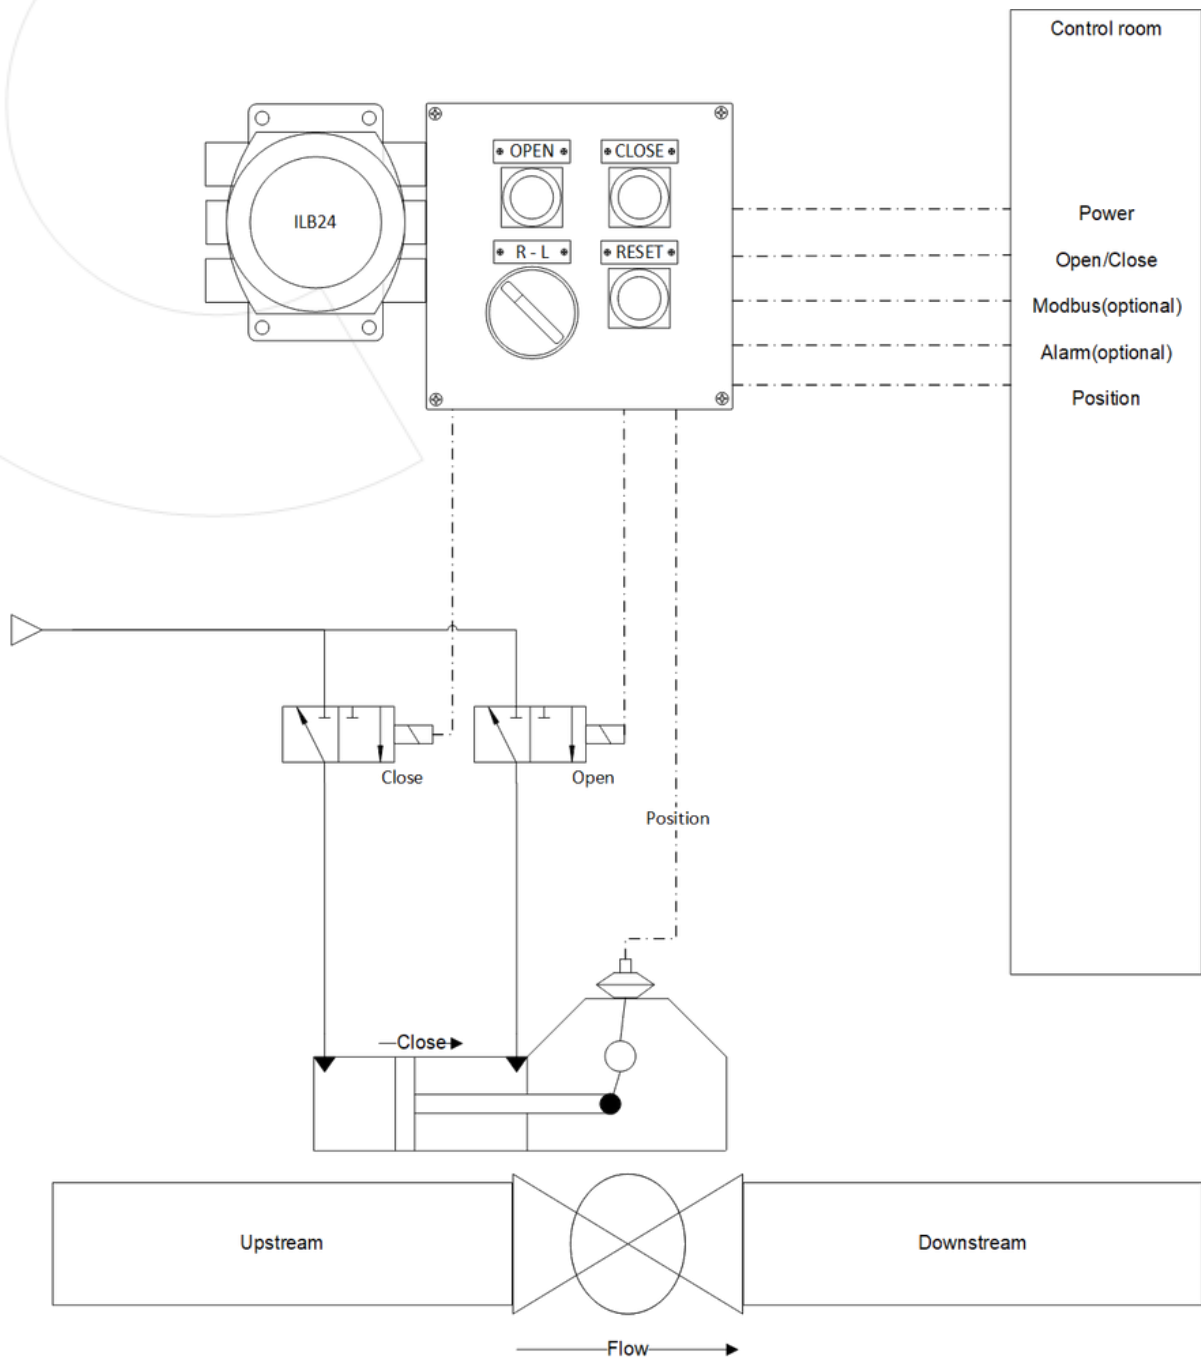 Control room
OPEN
CLOSE
ILB24
R - L
RESET
Power
Open/Close
Modbus(optional)
Alarm(optional)
Position
Close
Open
Position
Close
Upstream
Downstream
Flow